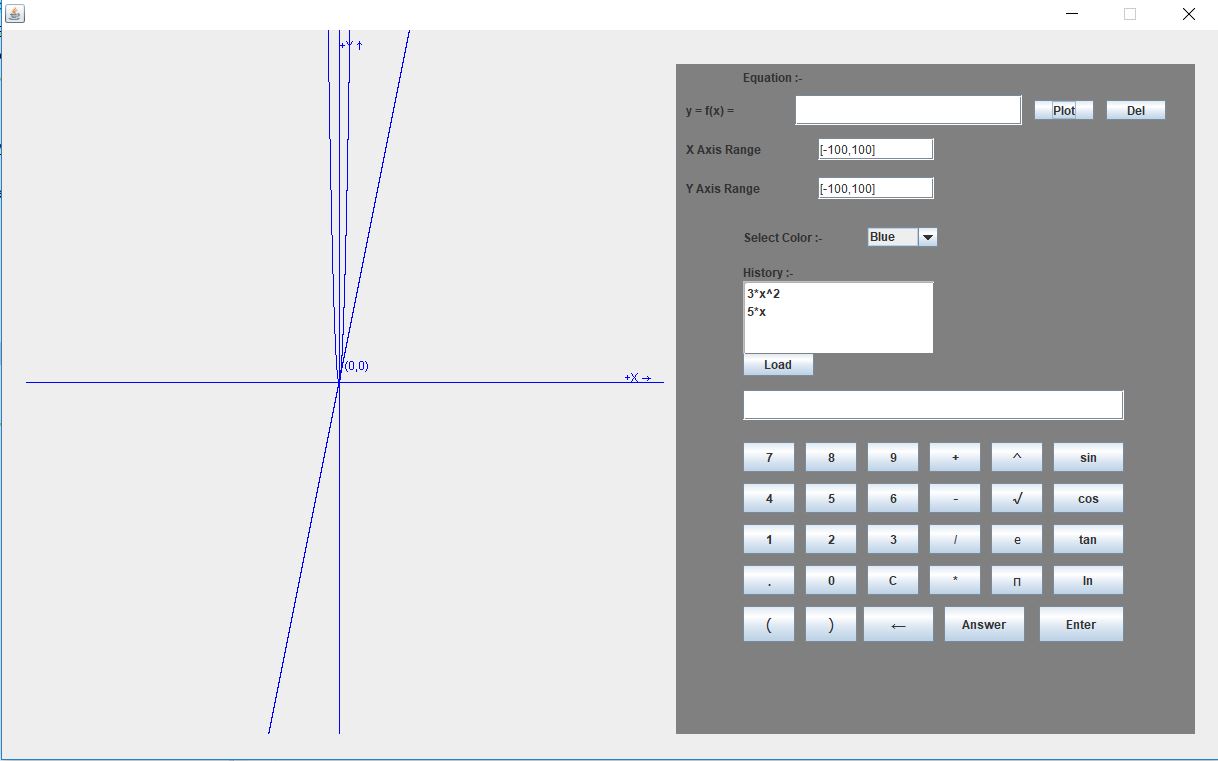 +Y ↑
(0,0)
+X →
Equation :-
y = f(x) =
Plot
Del
X Axis Range
[-100,100]
Y Axis Range
[-100,100]
Select Color :-
Blue
History :-
3*x^2
5*x
Load
7 8 9 + ^ sin
4 5 6 - √ cos
1 2 3 / e tan
. 0 C * п ln
( ) ← Answer Enter